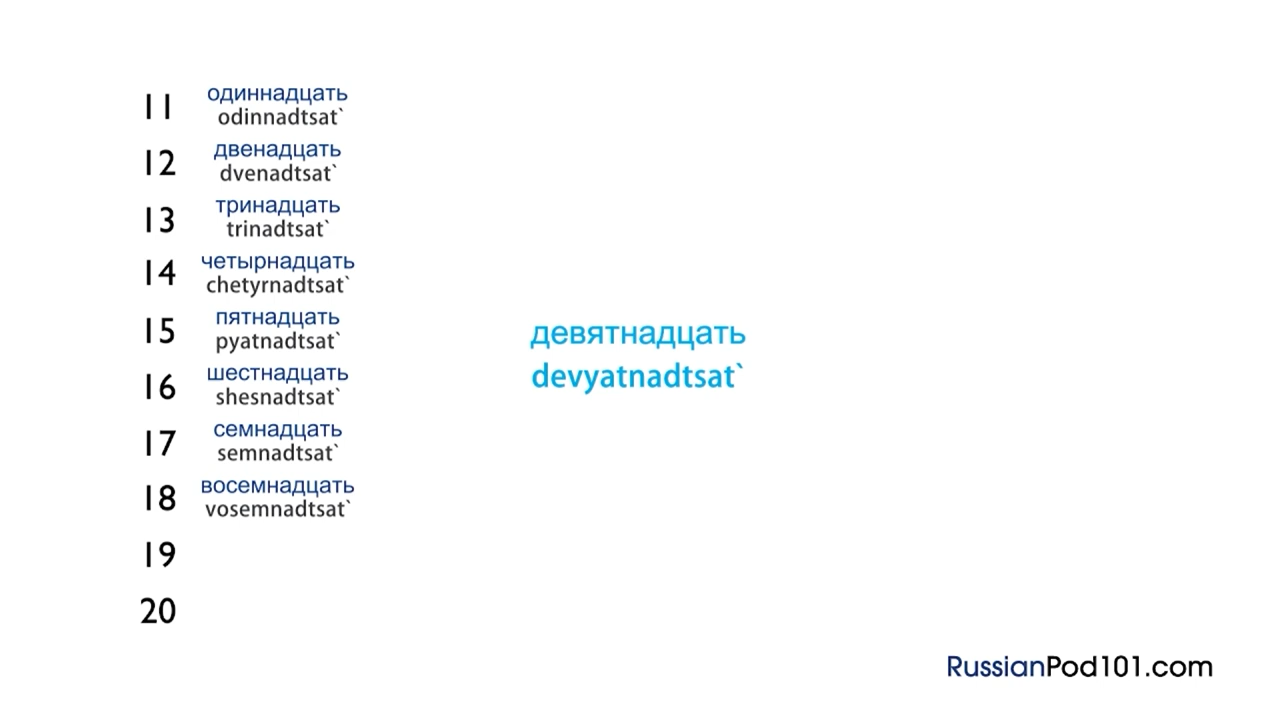 11 одиннадцать
odinnadtsat`
12 двенадцать
dvenadtsat`
13 тринадцать
trinadtsat`
14 четырнадцать
chetyrnadtsat`
15 пятнадцать
pyatnadtsat`
16 шестнадцать
shesnadtsat`
17 семнадцать
semnadtsat`
18 восемнадцать
vosemnadtsat`
19
20
девятнадцать
devyatnadtsat`
RussianPod101.com